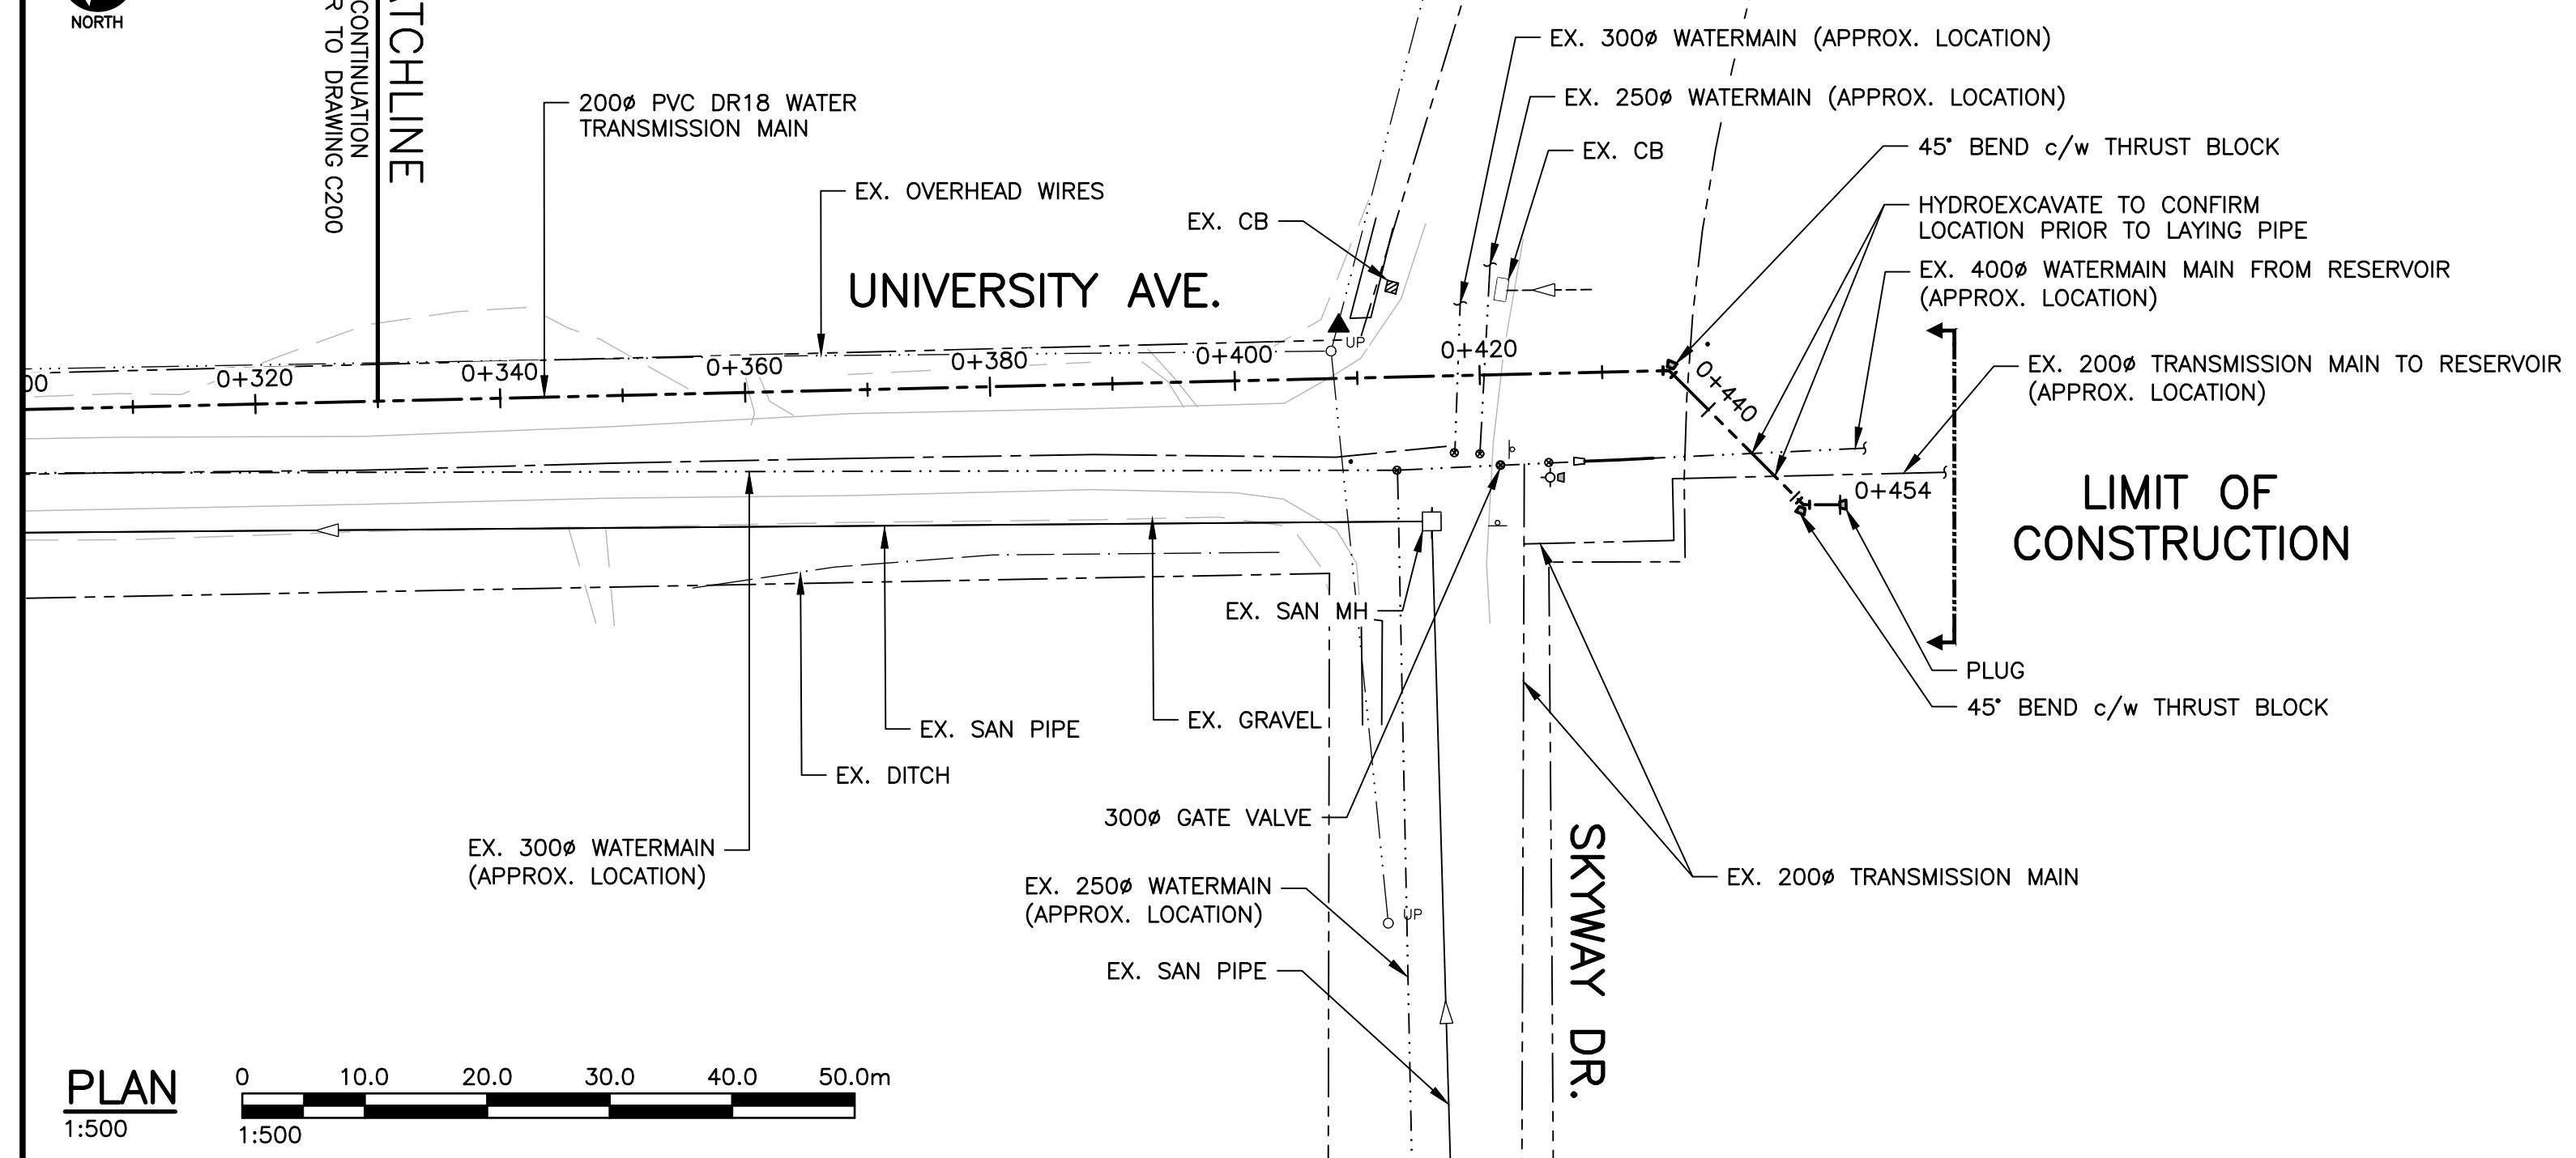 NORTH
CONTINUATION
TO DRAWING C200
200ø PVC DR18 WATER
TRANSMISSION MAIN
EX. OVERHEAD WIRES
UNIVERSITY AVE.
EX. CB
EX. 300ø WATERMAIN (APPROX. LOCATION)
EX. 250ø WATERMAIN (APPROX. LOCATION)
EX. CB
45° BEND c/w THRUST BLOCK
HYDROEXCAVATE TO CONFIRM
LOCATION PRIOR TO LAYING PIPE
EX. 400ø WATERMAIN MAIN FROM RESERVOIR
(APPROX. LOCATION)
EX. 200ø TRANSMISSION MAIN TO RESERVOIR
(APPROX. LOCATION)
0+320
0+340
0+360
0+380
0+400
UP
0+420
0+440
0+454
LIMIT OF
CONSTRUCTION
PLUG
45° BEND c/w THRUST BLOCK
EX. SAN MH
EX. GRAVEL
EX. SAN PIPE
EX. DITCH
300ø GATE VALVE
EX. 300ø WATERMAIN
(APPROX. LOCATION)
EX. 250ø WATERMAIN
(APPROX. LOCATION)
UP
EX. SAN PIPE
EX. 200ø TRANSMISSION MAIN
SKYWAY DR.
PLAN
1:500
0 10.0 20.0 30.0 40.0 50.0m
1:500